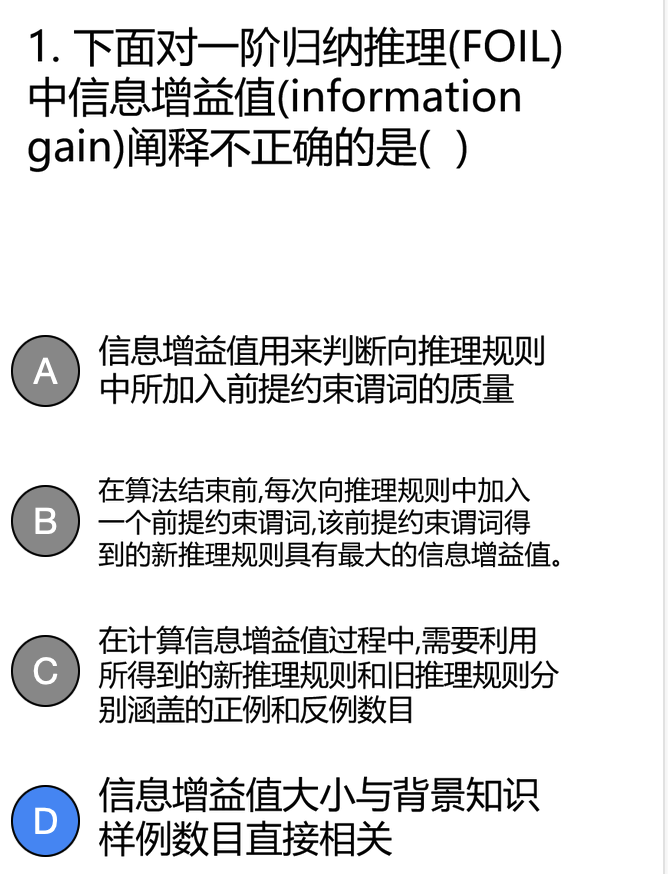 1. 下面对一阶归纳推理(FOIL)
中信息增益值(information
gain)阐释不正确的是( )
A
信息增益值用来判断向推理规则
中所加入前提约束谓词的质量
B
在算法结束前,每次向推理规则中加入
一个前提约束谓词,该前提约束谓词得
到的新推理规则具有最大的信息增益值。
C
在计算信息增益值过程中,需要利用
所得到的新推理规则和旧推理规则分
别涵盖的正例和反例数目
D
信息增益值大小与背景知识
样例数目直接相关